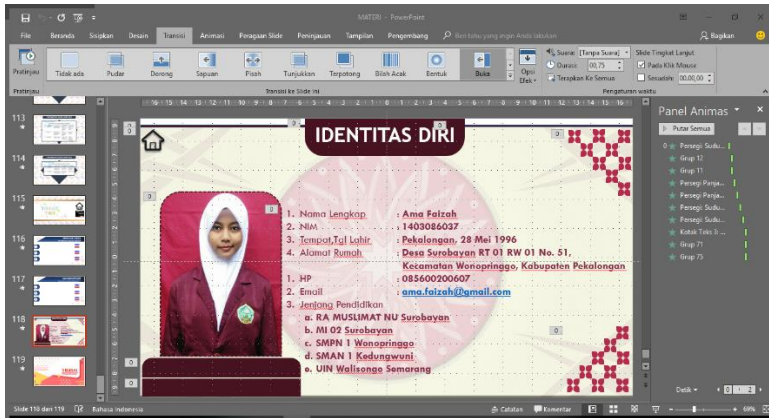 MATERI - PowerPoint
File Beranda Sisipkan Desain Transisi Animasi Peragaan Slide Peninjauan Tampilan Pengembang Beri tahu yang ingin Anda lakukan Bagikan
Pratinjau Tidak ada Pudar Dorong Sapuan Pisah Tunjukkan Terpotong Bilah Acak Bentuk Buka Opsi Efek
Suara: [Tanpa Suara] Slide Tingkat Lanjut
Durasi: 00,75 Pada Klik Mouse
Terapkan Ke Semua Sesudah: 00.00,00
Pratinjau Transisi ke Slide Ini Pengaturan waktu
113
114
115
116
117
118
119
IDENTITAS DIRI
1. Nama Lengkap : Ama Faizah
2. NIM : 1403086037
3. Tempat,Tgl Lahir : Pekalongan, 28 Mei 1996
4. Alamat Rumah : Desa Surobayan RT 01 RW 01 No. 51,
Kecamatan Wonopringgo, Kabupaten Pekalongan
1. HP : 085600200607
2. Email : ama.faizah@gmail.com
3. Jenjang Pendidikan
a. RA MUSLIMAT NU Surobayan
b. MI 02 Surobayan
c. SMPN 1 Wonopringgo
d. SMAN 1 Kedungwuni
e. UIN Walisongo Semarang
Panel Animas
Putar Semua
0 Persegi: Sudu...
Grup 12
Grup 11
Persegi Panja...
Persegi Panja...
Persegi: Sudu...
Persegi: Sudu...
Kotak Teks 3: ...
Grup 71
Grup 75
Detik 0 2
Slide 118 dari 119 Bahasa Indonesia Catatan Komentar 69%